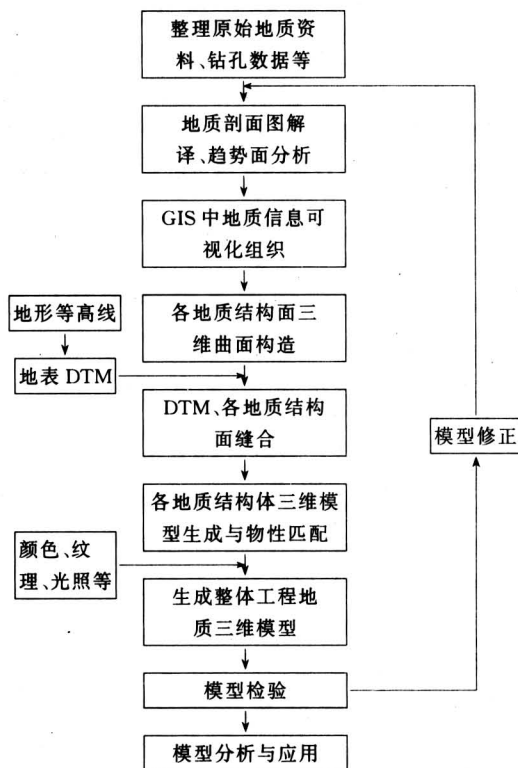 整理原始地质资
料、钻孔数据等
地质剖面图解
译、趋势面分析
GIS 中地质信息可
视化组织
地形等高线
各地质结构面三
维曲面构造
地表 DTM
DTM、各地质结构
面缝合
模型修正
各地质结构体三维模
型生成与物性匹配
颜色、纹
理、光照等
生成整体工程地
质三维模型
模型检验
模型分析与应用